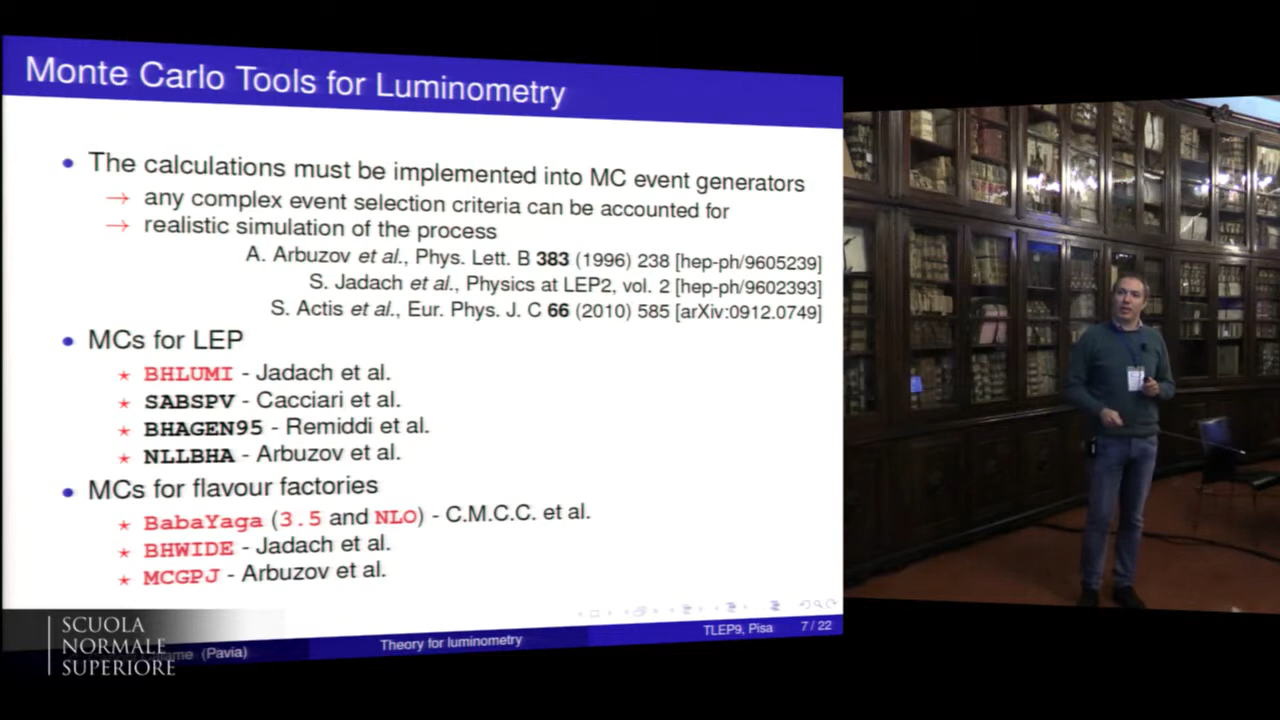 Monte Carlo Tools for Luminometry
• The calculations must be implemented into MC event generators
→ any complex event selection criteria can be accounted for
→ realistic simulation of the process
A. Arbuzov et al., Phys. Lett. B 383 (1996) 238 [hep-ph/9605239]
S. Jadach et al., Physics at LEP2, vol. 2 [hep-ph/9602393]
S. Actis et al., Eur. Phys. J. C 66 (2010) 585 [arXiv:0912.0749]
• MCs for LEP
⋆ BHLUMI - Jadach et al.
⋆ SABSPV - Cacciari et al.
⋆ BHAGEN95 - Remiddi et al.
⋆ NLLBHA - Arbuzov et al.
• MCs for flavour factories
⋆ BabaYaga (3.5 and NLO) - C.M.C.C. et al.
⋆ BHWIDE - Jadach et al.
⋆ MCGPJ - Arbuzov et al.
(Pavia) Theory for luminometry TLEP9, Pisa 7 / 22
SCUOLA
NORMALE
SUPERIORE